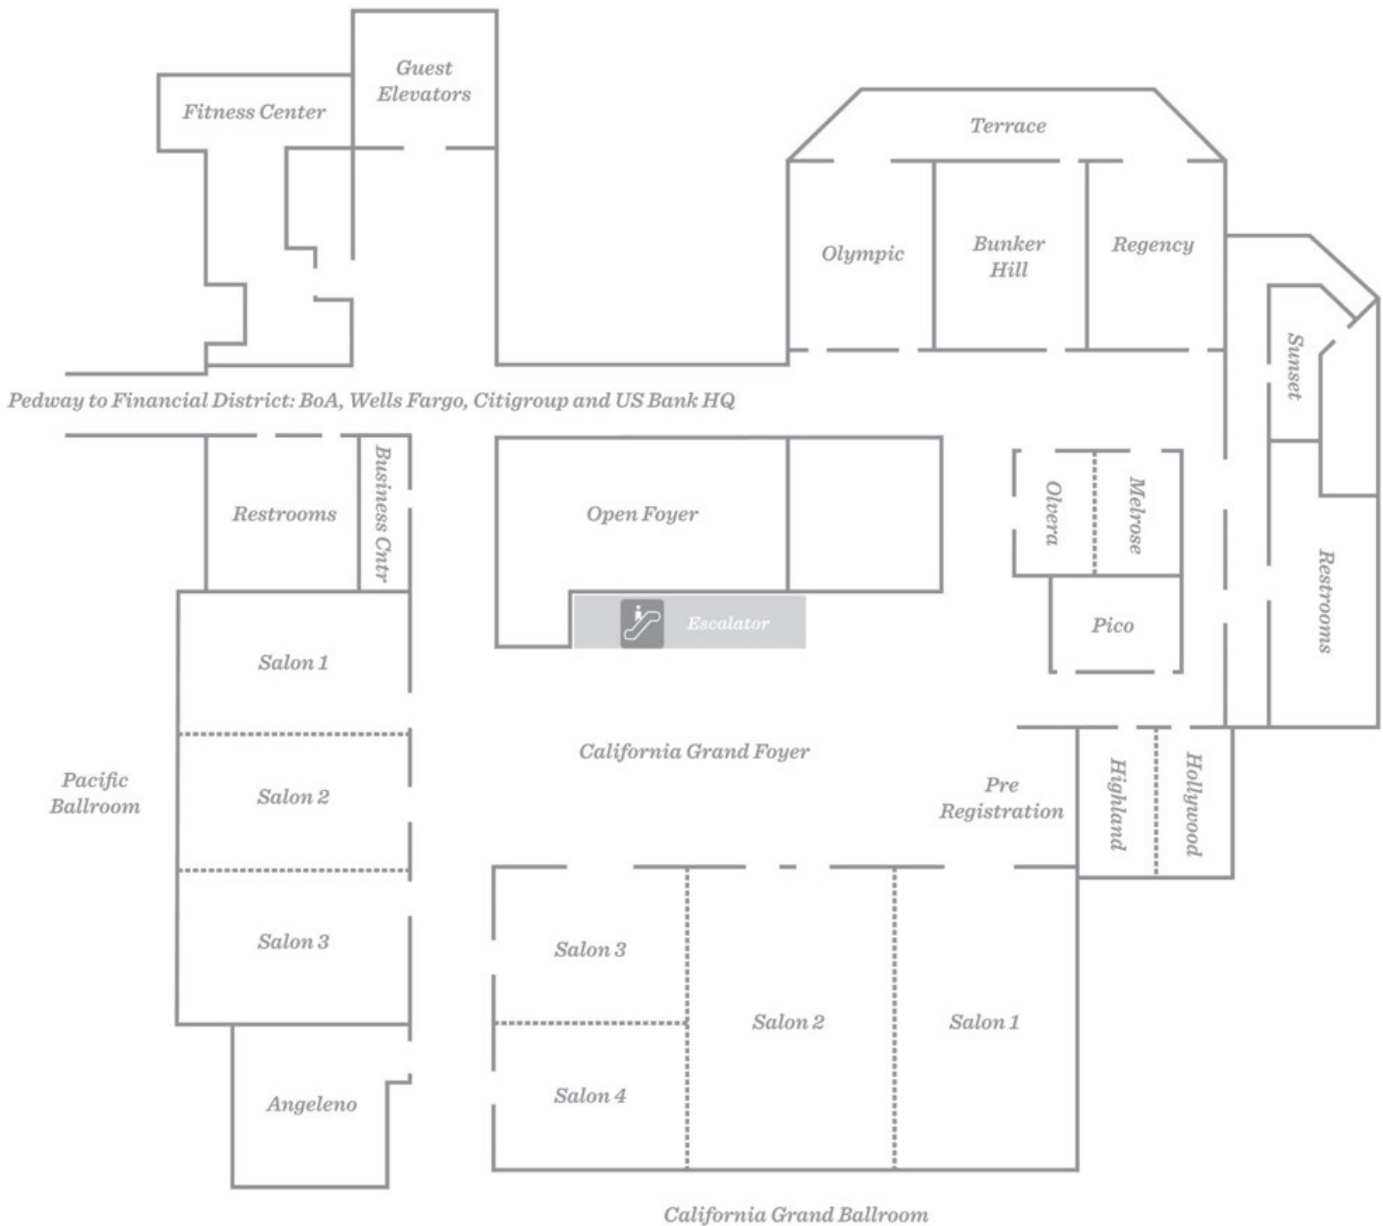 Guest
Elevators
Fitness Center
Terrace
Olympic
Bunker
Hill
Regency
Sunset
Pedway to Financial District: BoA, Wells Fargo, Citigroup and US Bank HQ
Restrooms
Business Cntr
Open Foyer
Olvera
Melrose
Restrooms
Escalator
Pico
Salon 1
California Grand Foyer
Pacific
Ballroom
Salon 2
Pre
Registration
Highland
Hollywood
Salon 3
Salon 3
Salon 2
Salon 1
Angeleno
Salon 4
California Grand Ballroom